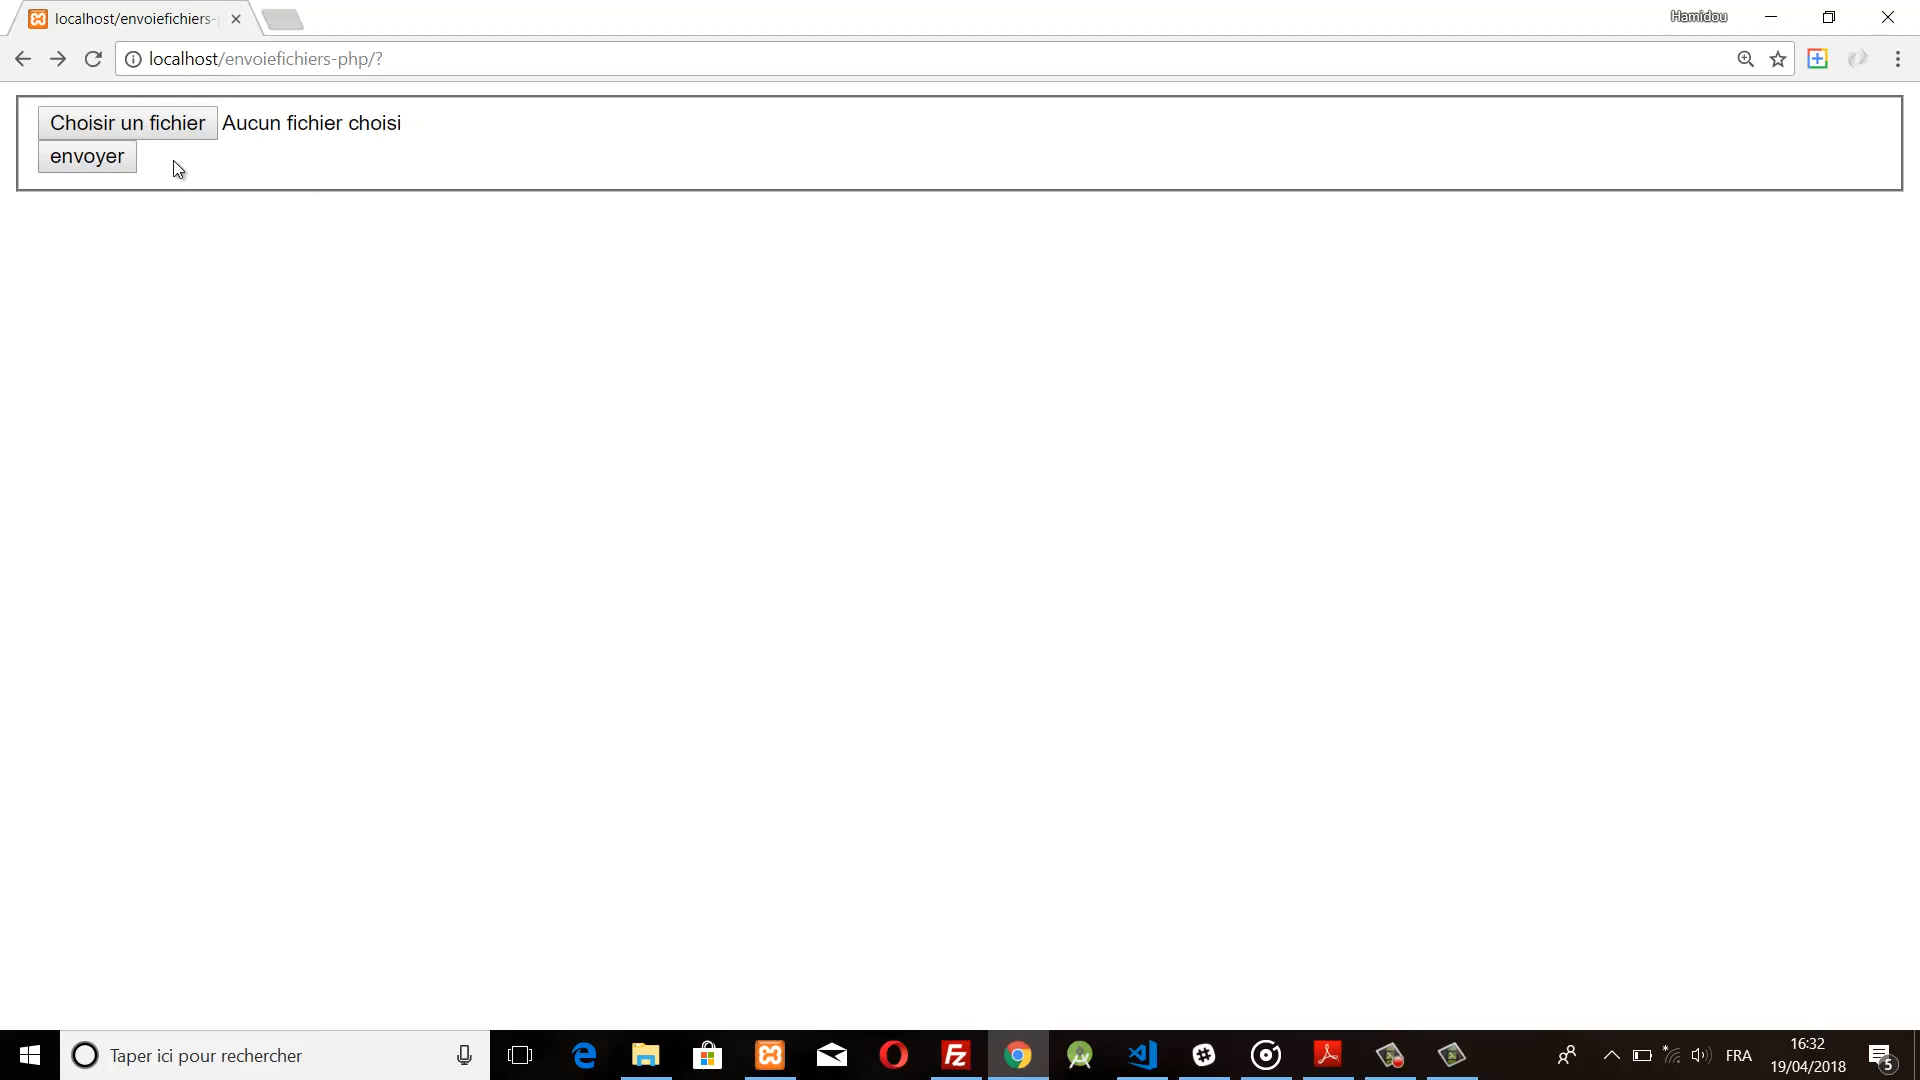 localhost/envoiefichiers-
Hamidou
localhost/envoiefichiers-php/?
Choisir un fichier Aucun fichier choisi
envoyer
Taper ici pour rechercher
FRA
16:32
19/04/2018
5